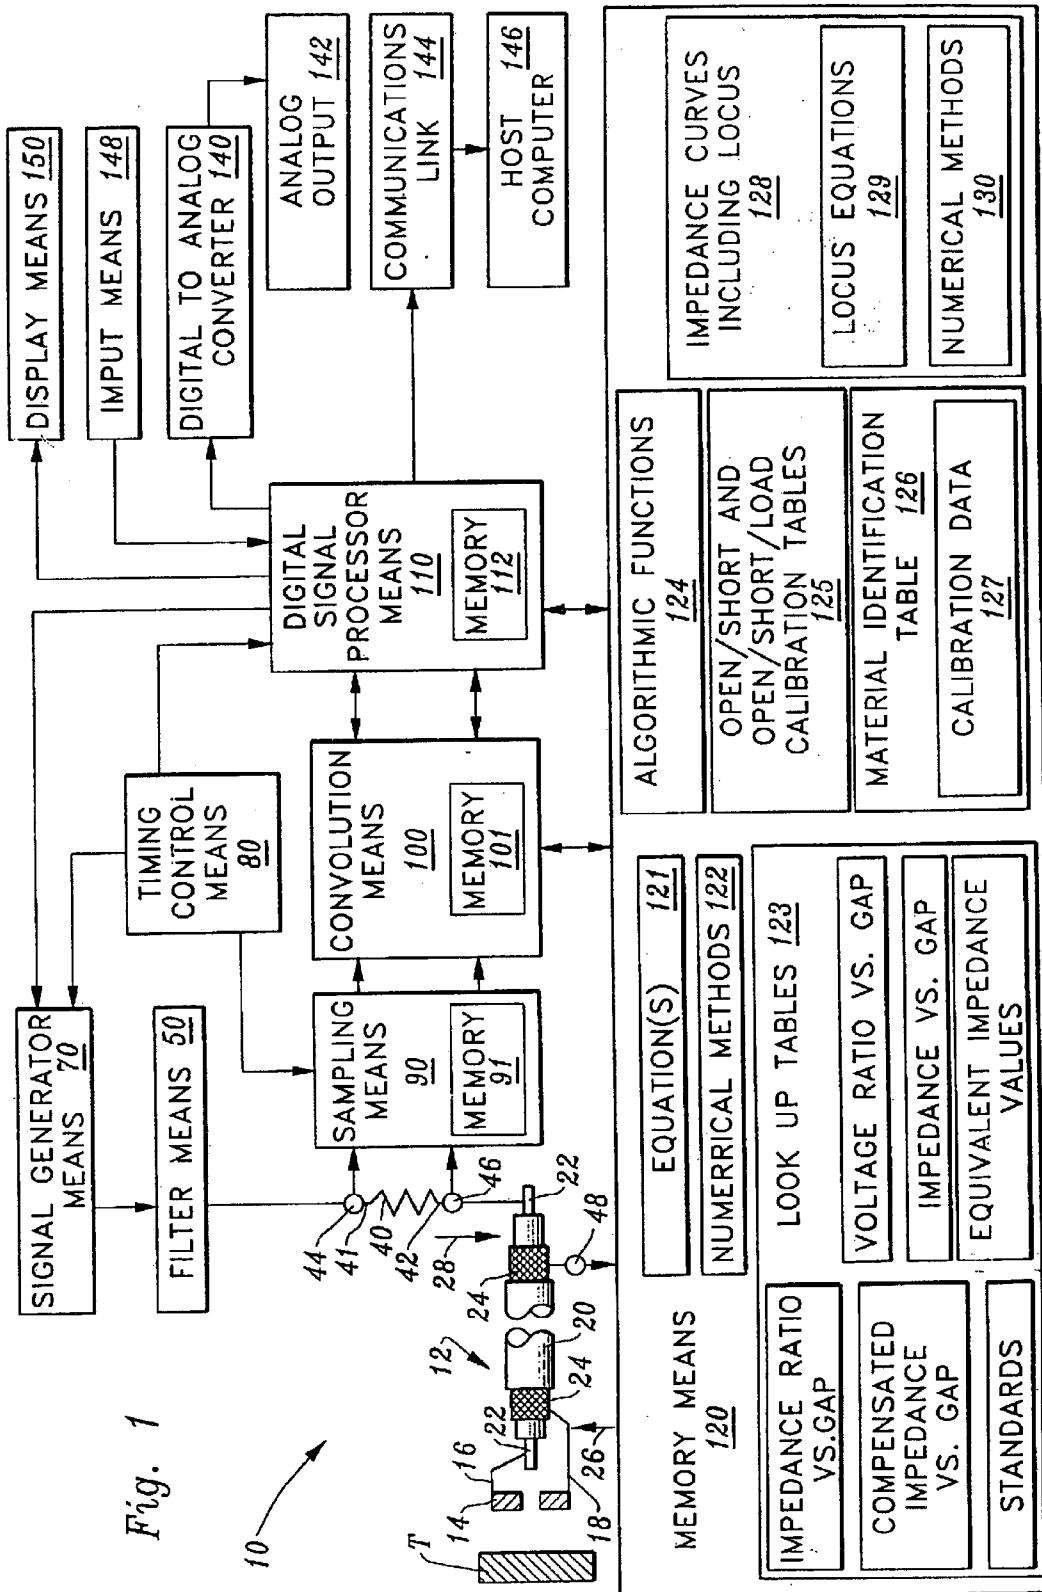 Fig. 1
10
SIGNAL GENERATOR
MEANS 70
FILTER MEANS 50
TIMING
CONTROL
MEANS
80
DISPLAY MEANS 150
IMPUT MEANS 148
DIGITAL TO ANALOG
CONVERTER 140
ANALOG
OUTPUT 142
COMMUNICATIONS
LINK 144
HOST 146
COMPUTER
SAMPLING
MEANS
90
MEMORY
91
CONVOLUTION
MEANS
100
MEMORY
101
DIGITAL
SIGNAL
PROCESSOR
MEANS
110
MEMORY
112
44
41
40
42
46
28
22
24
48
12
20
24
22
16
14
18
26
T
MEMORY MEANS
120
EQUATION(S) 121
NUMERRICAL METHODS 122
LOOK UP TABLES 123
IMPEDANCE RATIO
VS.GAP
VOLTAGE RATIO VS. GAP
COMPENSATED
IMPEDANCE
VS. GAP
IMPEDANCE VS. GAP
STANDARDS
EQUIVALENT IMPEDANCE
VALUES
ALGORITHMIC FUNCTIONS
124
OPEN/SHORT AND
OPEN/SHORT/LOAD
CALIBRATION TABLES
125
MATERIAL IDENTIFICATION
TABLE 126
CALIBRATION DATA
127
IMPEDANCE CURVES
INCLUDING LOCUS
128
LOCUS EQUATIONS
129
NUMERICAL METHODS
130